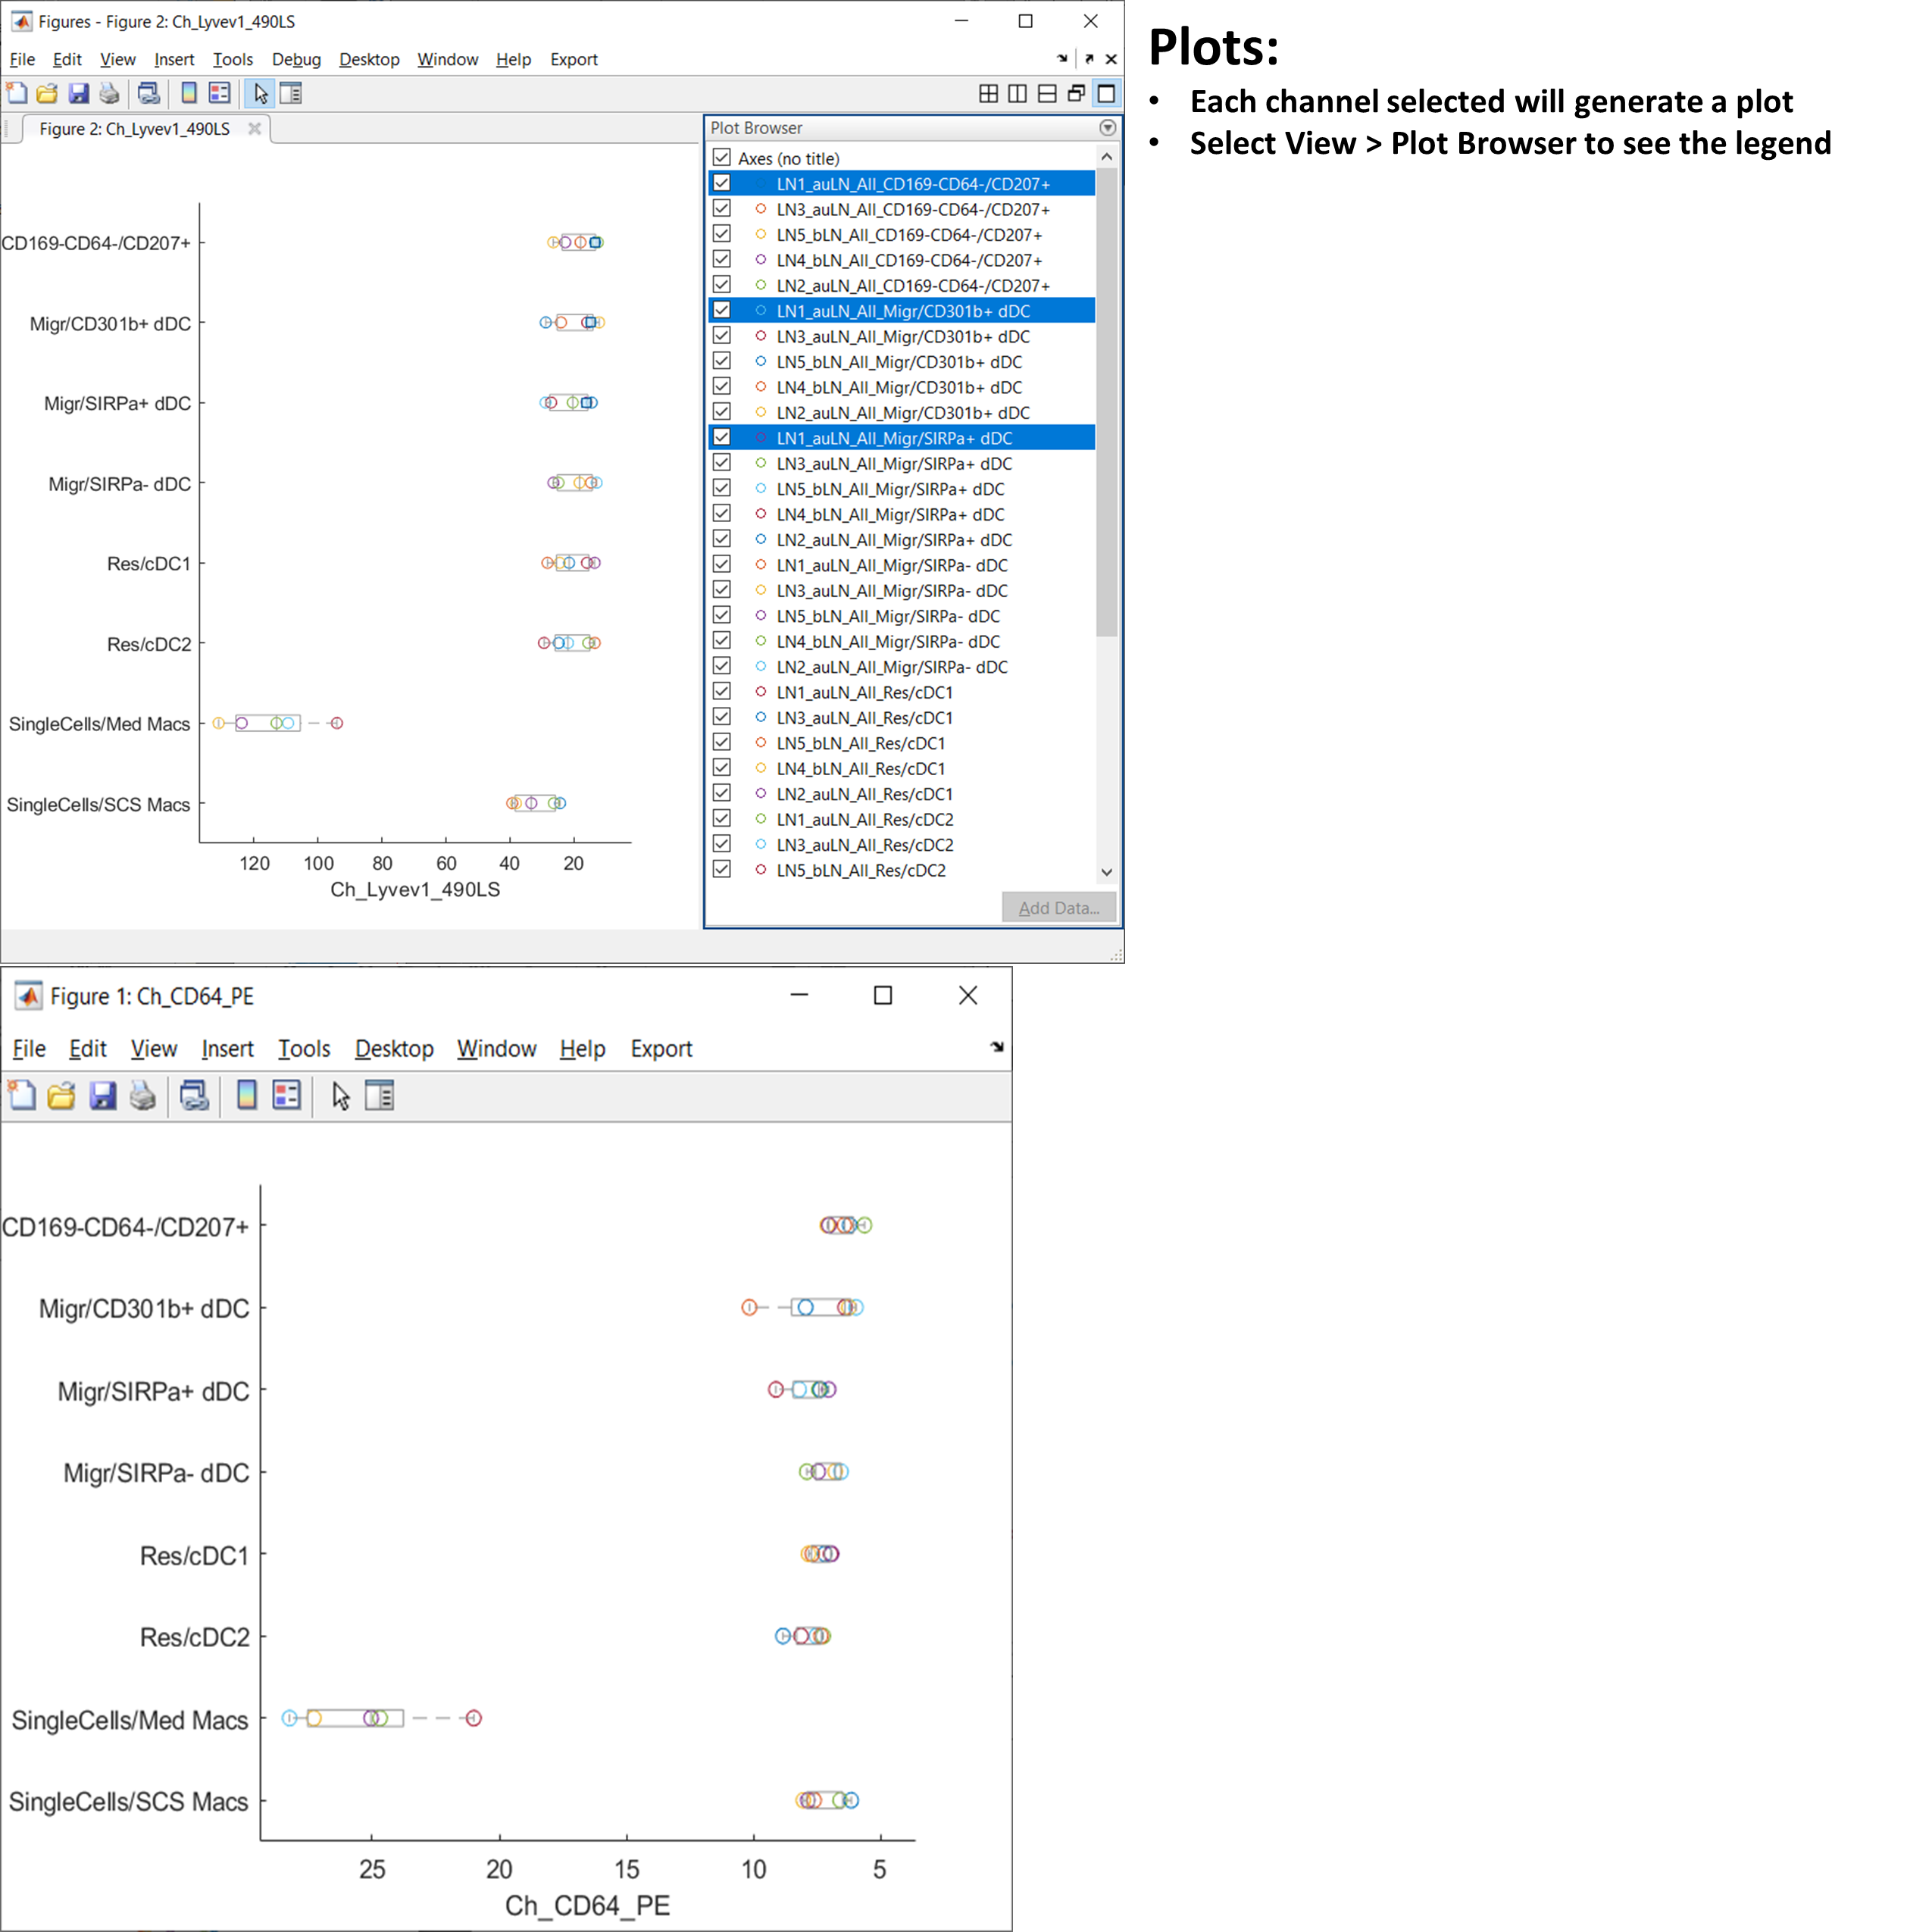 Figures - Figure 2: Ch_Lyvev1_490LS
File Edit View Insert Tools Debug Desktop Window Help Export
Figure 2: Ch_Lyvev1_490LS
CD169-CD64-/CD207+
Migr/CD301b+ dDC
Migr/SIRPa+ dDC
Migr/SIRPa- dDC
Res/cDC1
Res/cDC2
SingleCells/Med Macs
SingleCells/SCS Macs
120 100 80 60 40 20
Ch_Lyvev1_490LS
Plot Browser
Axes (no title)
LN1_auLN_All_CD169-CD64-/CD207+
LN3_auLN_All_CD169-CD64-/CD207+
LN5_bLN_All_CD169-CD64-/CD207+
LN4_bLN_All_CD169-CD64-/CD207+
LN2_auLN_All_CD169-CD64-/CD207+
LN1_auLN_All_Migr/CD301b+ dDC
LN3_auLN_All_Migr/CD301b+ dDC
LN5_bLN_All_Migr/CD301b+ dDC
LN4_bLN_All_Migr/CD301b+ dDC
LN2_auLN_All_Migr/CD301b+ dDC
LN1_auLN_All_Migr/SIRPa+ dDC
LN3_auLN_All_Migr/SIRPa+ dDC
LN5_bLN_All_Migr/SIRPa+ dDC
LN4_bLN_All_Migr/SIRPa+ dDC
LN2_auLN_All_Migr/SIRPa+ dDC
LN1_auLN_All_Migr/SIRPa- dDC
LN3_auLN_All_Migr/SIRPa- dDC
LN5_bLN_All_Migr/SIRPa- dDC
LN4_bLN_All_Migr/SIRPa- dDC
LN2_auLN_All_Migr/SIRPa- dDC
LN1_auLN_All_Res/cDC1
LN3_auLN_All_Res/cDC1
LN5_bLN_All_Res/cDC1
LN4_bLN_All_Res/cDC1
LN2_auLN_All_Res/cDC1
LN1_auLN_All_Res/cDC2
LN3_auLN_All_Res/cDC2
LN5_bLN_All_Res/cDC2
Add Data...
Plots:
• Each channel selected will generate a plot
• Select View > Plot Browser to see the legend
Figure 1: Ch_CD64_PE
File Edit View Insert Tools Desktop Window Help Export
CD169-CD64-/CD207+
Migr/CD301b+ dDC
Migr/SIRPa+ dDC
Migr/SIRPa- dDC
Res/cDC1
Res/cDC2
SingleCells/Med Macs
SingleCells/SCS Macs
25 20 15 10 5
Ch_CD64_PE